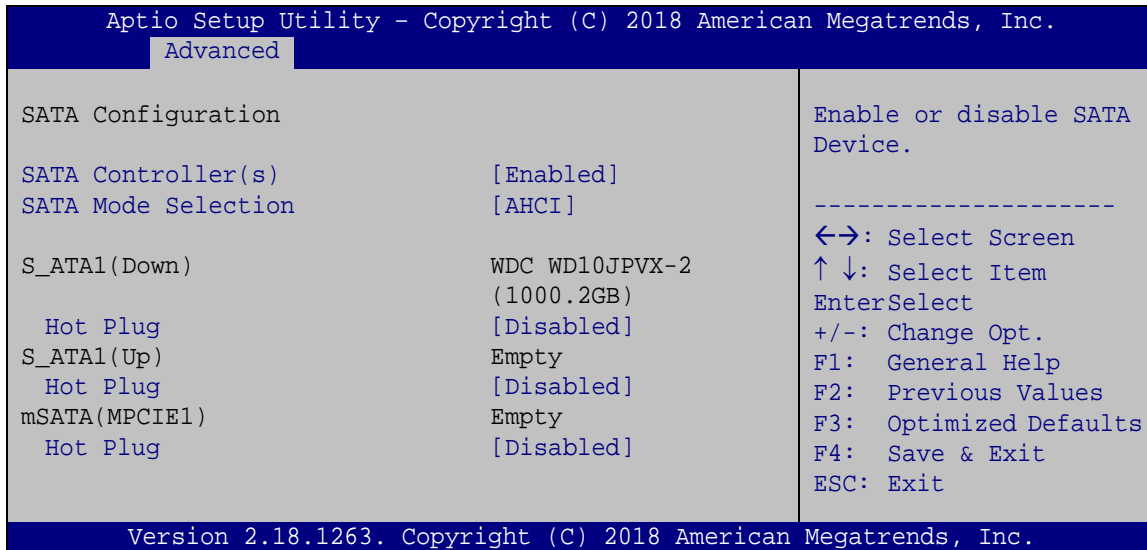 Aptio Setup Utility – Copyright (C) 2018 American Megatrends, Inc.
Advanced
SATA Configuration
SATA Controller(s) [Enabled]
SATA Mode Selection [AHCI]
S_ATA1(Down) WDC WD10JPVX-2
(1000.2GB)
Hot Plug [Disabled]
S_ATA1(Up) Empty
Hot Plug [Disabled]
mSATA(MPCIE1) Empty
Hot Plug [Disabled]
Enable or disable SATA
Device.
---------------------
←→: Select Screen
↑ ↓: Select Item
EnterSelect
+/-: Change Opt.
F1: General Help
F2: Previous Values
F3: Optimized Defaults
F4: Save & Exit
ESC: Exit
Version 2.18.1263. Copyright (C) 2018 American Megatrends, Inc.